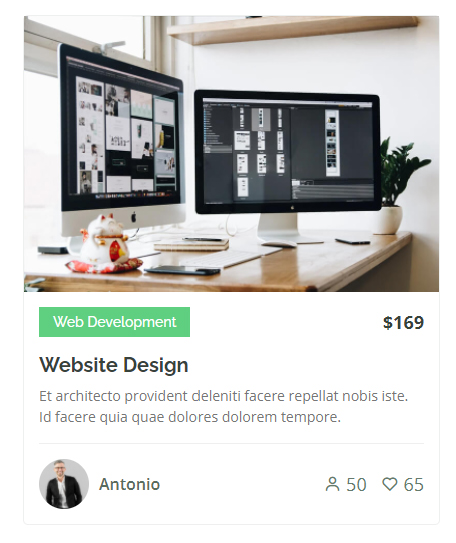 Web Development
$169
Website Design
Et architecto provident deleniti facere repellat nobis iste.
Id facere quia quae dolores dolorem tempore.
Antonio
50
65